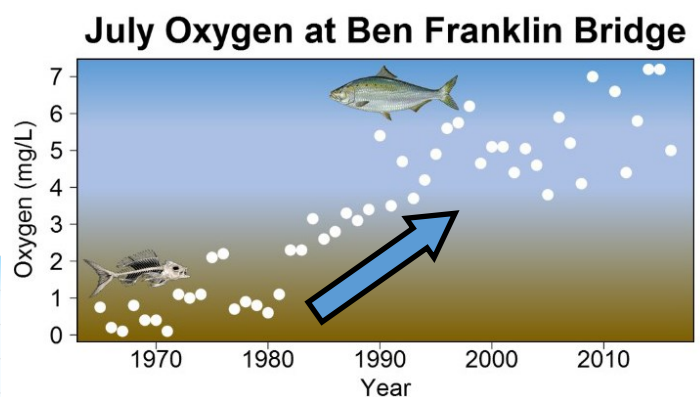 July Oxygen at Ben Franklin Bridge
Oxygen (mg/L)
7
6
5
4
3
2
1
0
1970 1980 1990 2000 2010
Year